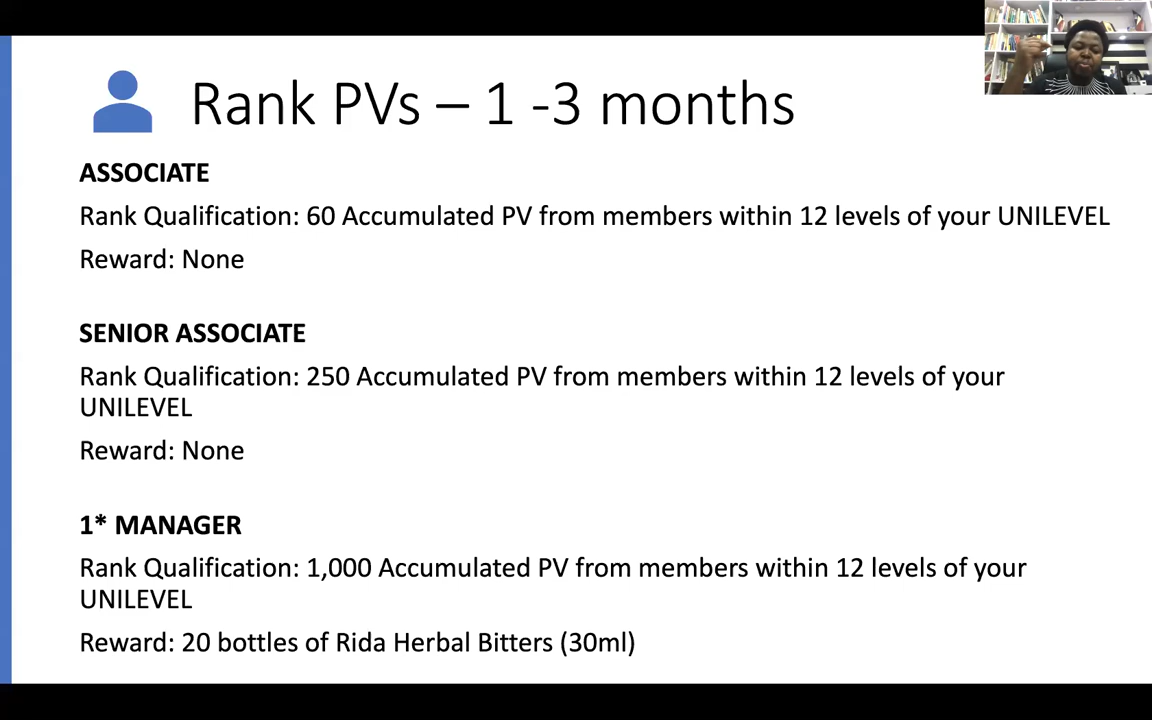 Rank PVs – 1 -3 months
ASSOCIATE
Rank Qualification: 60 Accumulated PV from members within 12 levels of your UNILEVEL
Reward: None
SENIOR ASSOCIATE
Rank Qualification: 250 Accumulated PV from members within 12 levels of your
UNILEVEL
Reward: None
1* MANAGER
Rank Qualification: 1,000 Accumulated PV from members within 12 levels of your
UNILEVEL
Reward: 20 bottles of Rida Herbal Bitters (30ml)